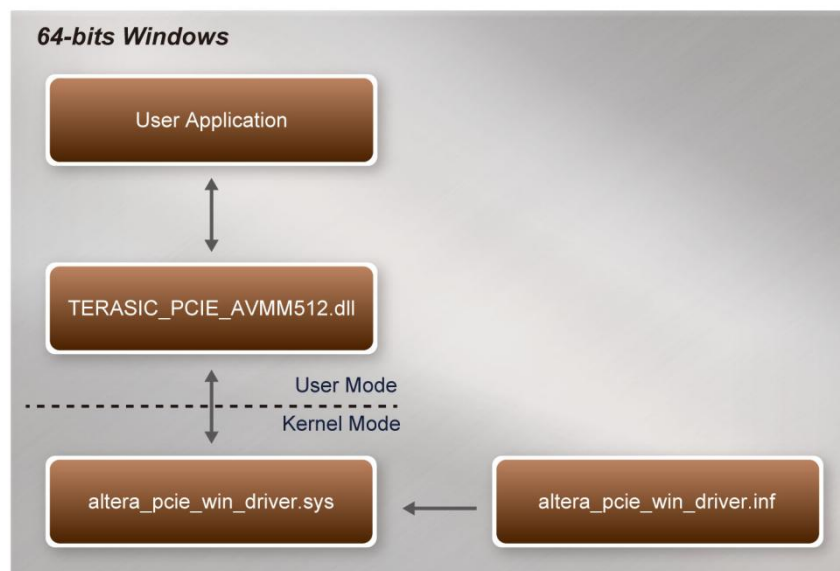 64-bits Windows
User Application
TERASIC_PCIE_AVMM512.dll
User Mode
Kernel Mode
altera_pcie_win_driver.sys
altera_pcie_win_driver.inf